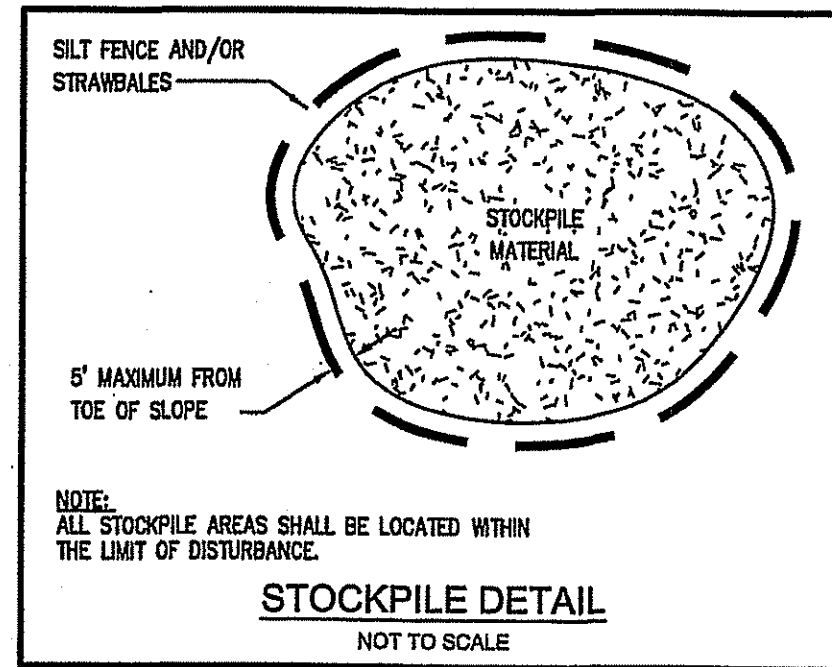 SILT FENCE AND/OR
STRAWBALES
STOCKPILE
MATERIAL
5' MAXIMUM FROM
TOE OF SLOPE
NOTE:
ALL STOCKPILE AREAS SHALL BE LOCATED WITHIN
THE LIMIT OF DISTURBANCE.
STOCKPILE DETAIL
NOT TO SCALE